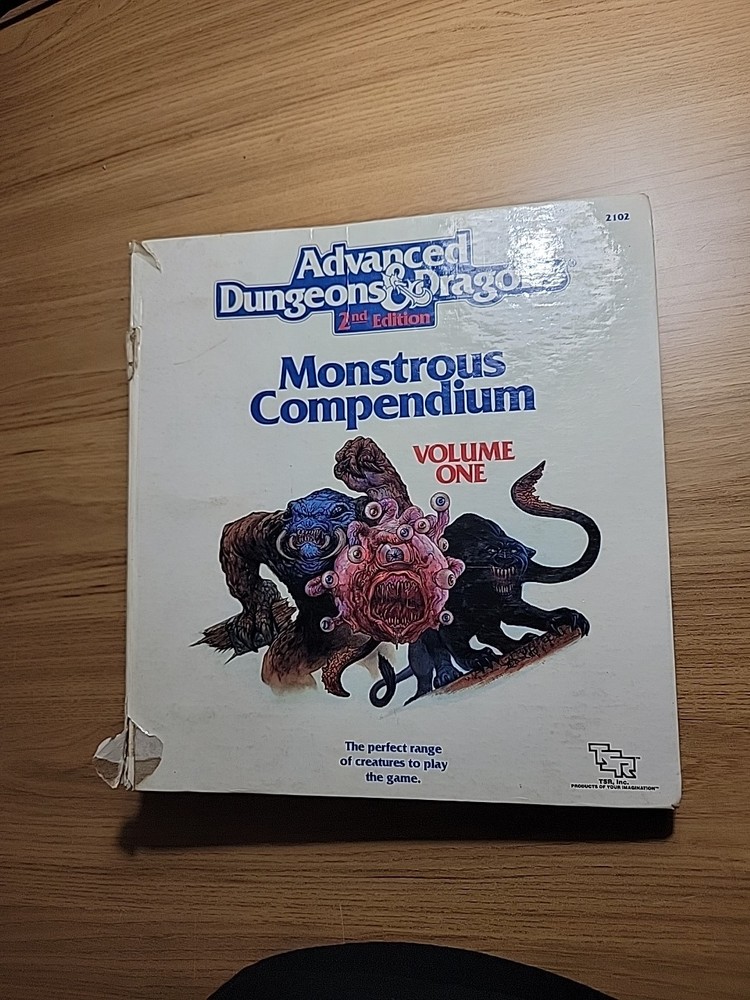 2102
Advanced
Dungeons & Dragons®
2nd Edition
Monstrous
Compendium
VOLUME
ONE
The perfect range
of creatures to play
the game.
TSR
TSR, Inc.
PRODUCTS OF YOUR IMAGINATION™